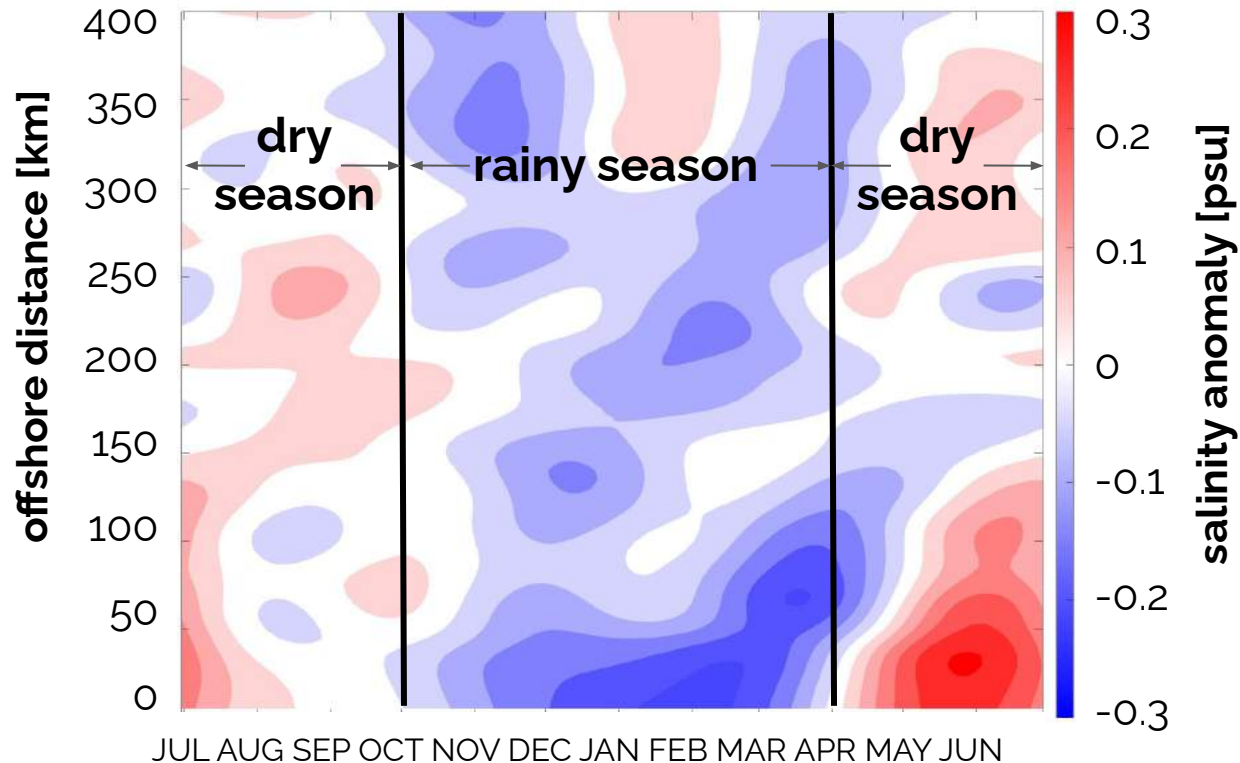 offshore distance [km]
400
350
300
250
200
150
100
50
0
dry
season
rainy season
dry
season
JUL AUG SEP OCT NOV DEC JAN FEB MAR APR MAY JUN
0.3
0.2
0.1
0
-0.1
-0.2
-0.3
salinity anomaly [psu]